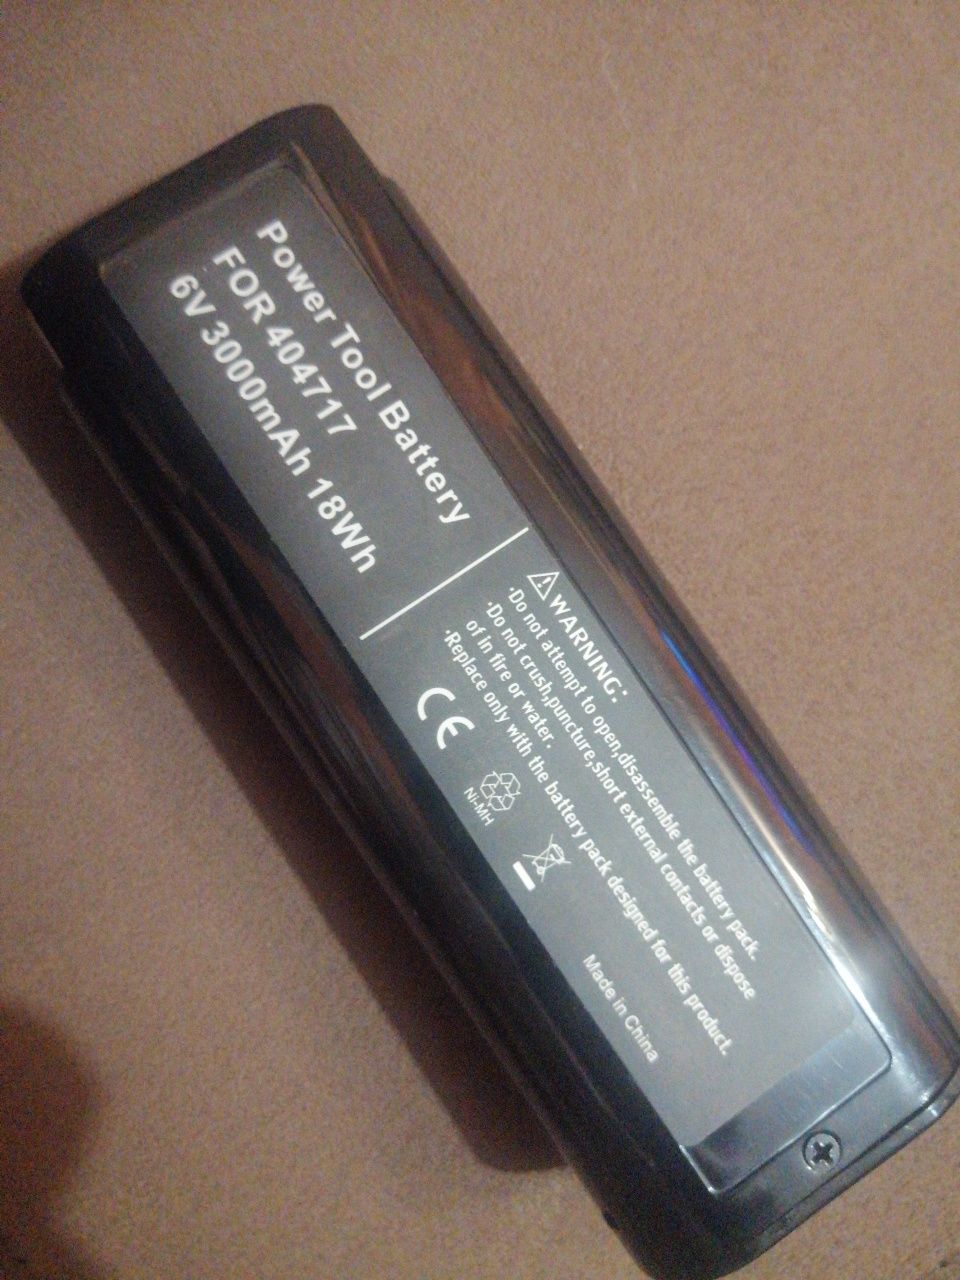 Power Tool Battery
FOR 404717
6V 3000mAh 18Wh
WARNING:
·Do not attempt to open,disassemble the battery pack.
·Do not crush,puncture,short external contacts or dispose
of in fire or water.
·Replace only with the battery pack designed for this product.
CE
Ni-MH
Made in China